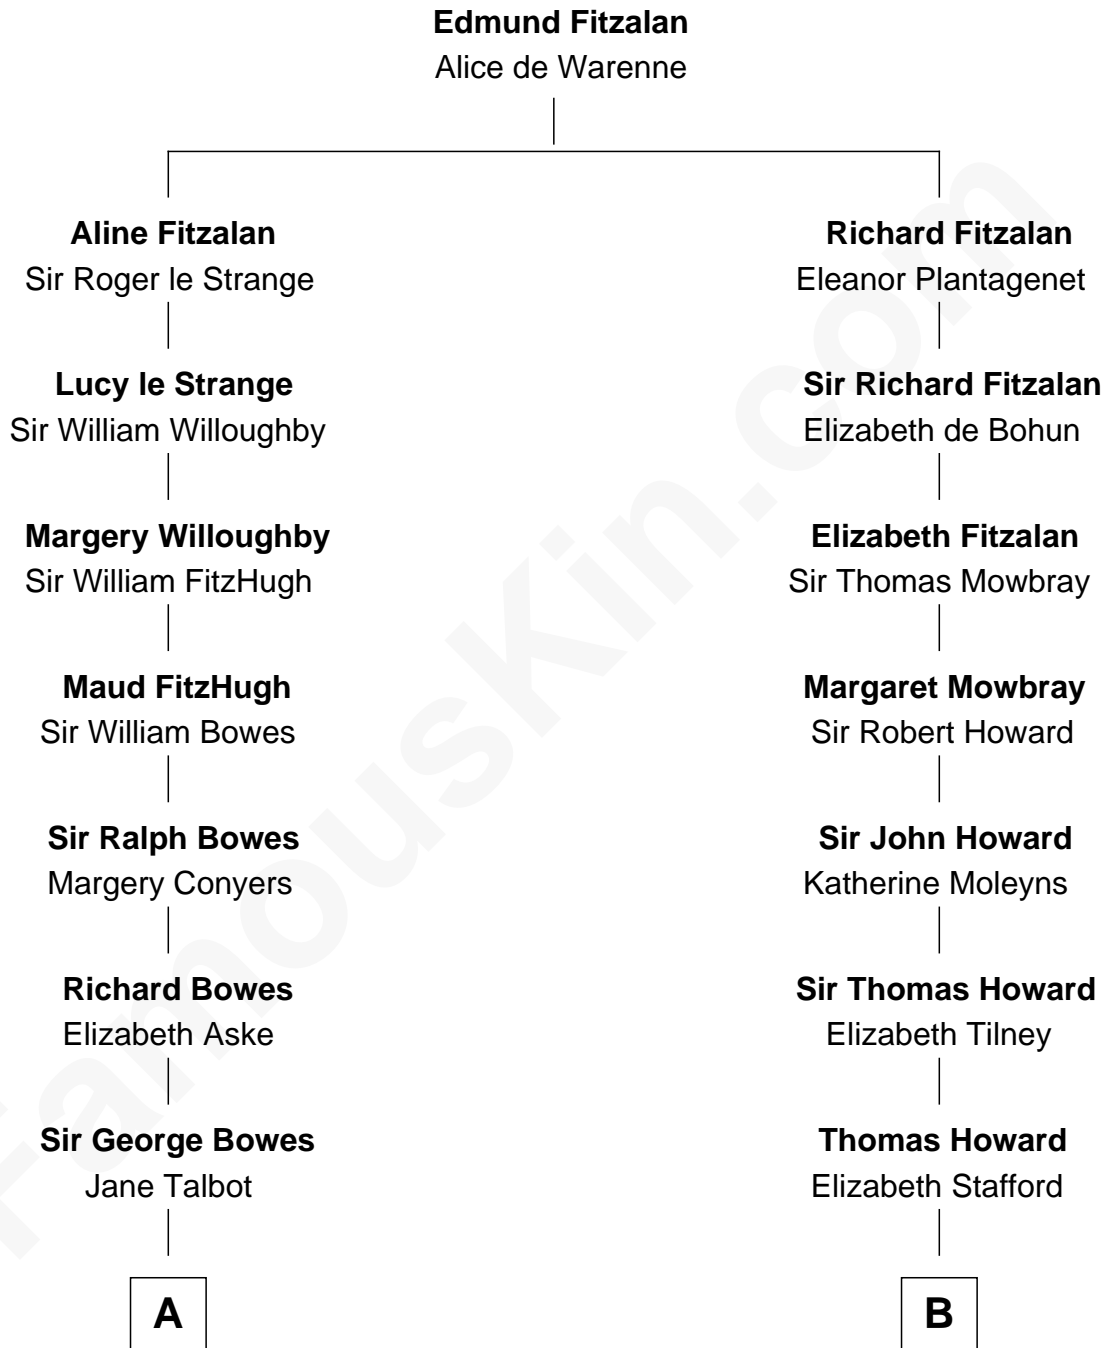 Edmund Fitzalan
Alice de Warenne
Aline Fitzalan
Sir Roger le Strange
Richard Fitzalan
Eleanor Plantagenet
Lucy le Strange
Sir William Willoughby
Sir Richard Fitzalan
Elizabeth de Bohun
Margery Willoughby
Sir William FitzHugh
Elizabeth Fitzalan
Sir Thomas Mowbray
Maud FitzHugh
Sir William Bowes
Margaret Mowbray
Sir Robert Howard
Sir Ralph Bowes
Margery Conyers
Sir John Howard
Katherine Moleyns
Richard Bowes
Elizabeth Aske
Sir Thomas Howard
Elizabeth Tilney
Sir George Bowes
Jane Talbot
Thomas Howard
Elizabeth Stafford
A
B
FamousKin.com